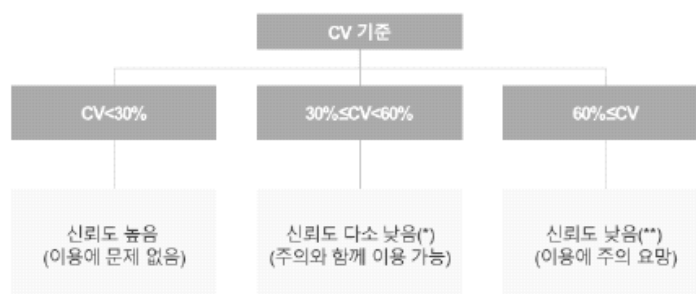 CV 기준
CV<30%
30%≤CV<60%
60%≤CV
신뢰도 높음
(이용에 문제 없음)
신뢰도 다소 낮음(*)
(주의와 함께 이용 가능)
신뢰도 낮음(**)
(이용에 주의 요망)